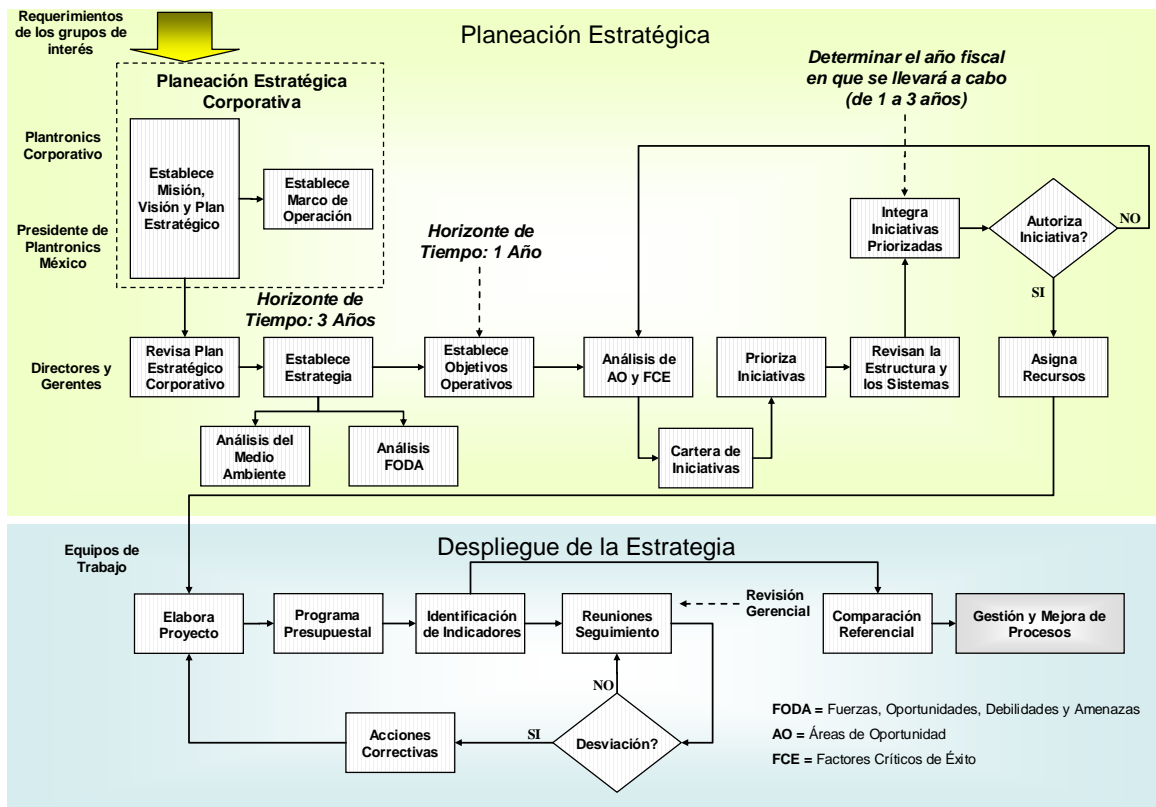 Requerimientos
de los grupos de
interés
Planeación Estratégica
Planeación Estratégica
Corporativa
Determinar el año fiscal
en que se llevará a cabo
(de 1 a 3 años)
Plantronics
Corporativo
Establece
Misión,
Visión y Plan
Estratégico
Establece
Marco de
Operación
Presidente de
Plantronics
México
Horizonte de
Tiempo: 1 Año
Integra
Iniciativas
Priorizadas
Autoriza
Iniciativa?
NO
SI
Horizonte de
Tiempo: 3 Años
Directores y
Gerentes
Revisa Plan
Estratégico
Corporativo
Establece
Estrategia
Establece
Objetivos
Operativos
Análisis de
AO y FCE
Prioriza
Iniciativas
Revisan la
Estructura y
los Sistemas
Asigna
Recursos
Análisis del
Medio
Ambiente
Análisis
FODA
Cartera de
Iniciativas
Equipos de
Trabajo
Despliegue de la Estrategia
Elabora
Proyecto
Programa
Presupuestal
Identificación
de Indicadores
Reuniones
Seguimiento
Revisión
Gerencial
Comparación
Referencial
Gestión y Mejora de
Procesos
NO
Acciones
Correctivas
SI
Desviación?
FODA = Fuerzas, Oportunidades, Debilidades y Amenazas
AO = Áreas de Oportunidad
FCE = Factores Críticos de Éxito